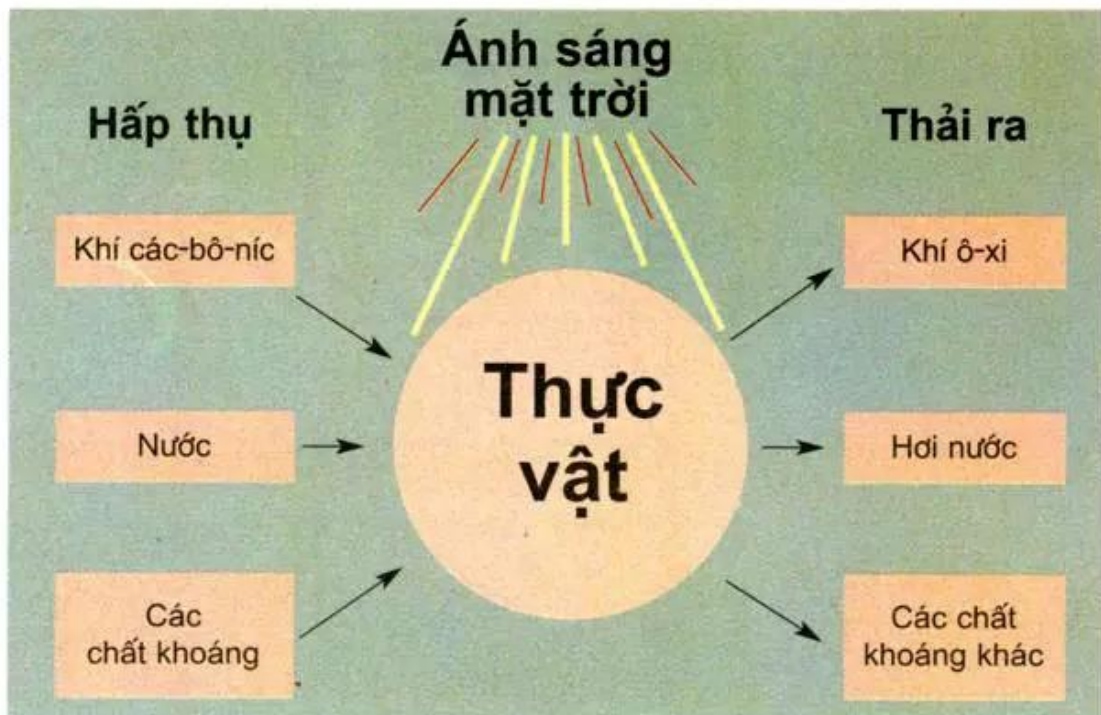 Ánh sáng
mặt trời
Hấp thụ
Thải ra
Khí các-bô-níc
Khí ô-xi
Thực
vật
Nước
Hơi nước
Các
chất khoáng
Các chất
khoáng khác